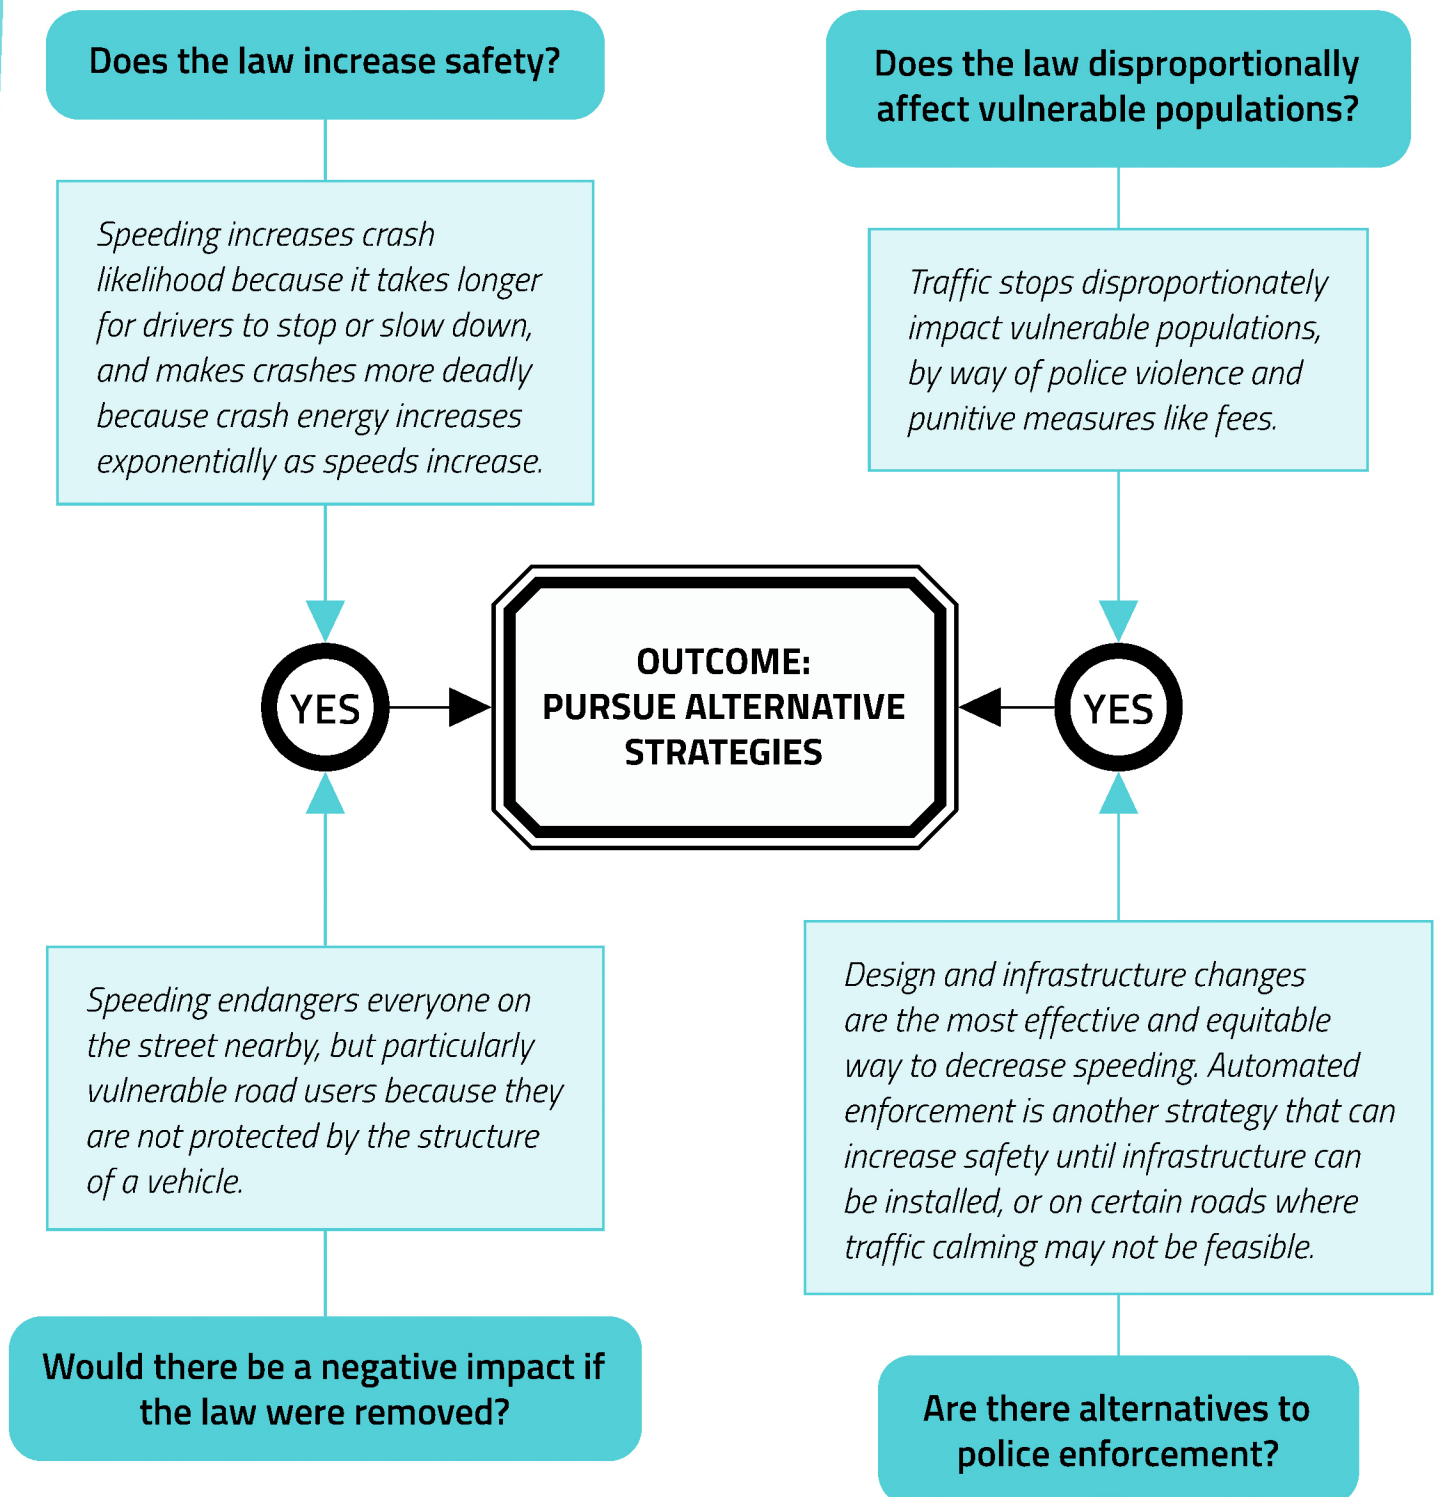 Does the law increase safety?
Speeding increases crash
likelihood because it takes longer
for drivers to stop or slow down,
and makes crashes more deadly
because crash energy increases
exponentially as speeds increase.
YES
Does the law disproportionally
affect vulnerable populations?
Traffic stops disproportionately
impact vulnerable populations,
by way of police violence and
punitive measures like fees.
YES
OUTCOME:
PURSUE ALTERNATIVE
STRATEGIES
Speeding endangers everyone on
the street nearby, but particularly
vulnerable road users because they
are not protected by the structure
of a vehicle.
Would there be a negative impact if
the law were removed?
Design and infrastructure changes
are the most effective and equitable
way to decrease speeding. Automated
enforcement is another strategy that can
increase safety until infrastructure can
be installed, or on certain roads where
traffic calming may not be feasible.
Are there alternatives to
police enforcement?